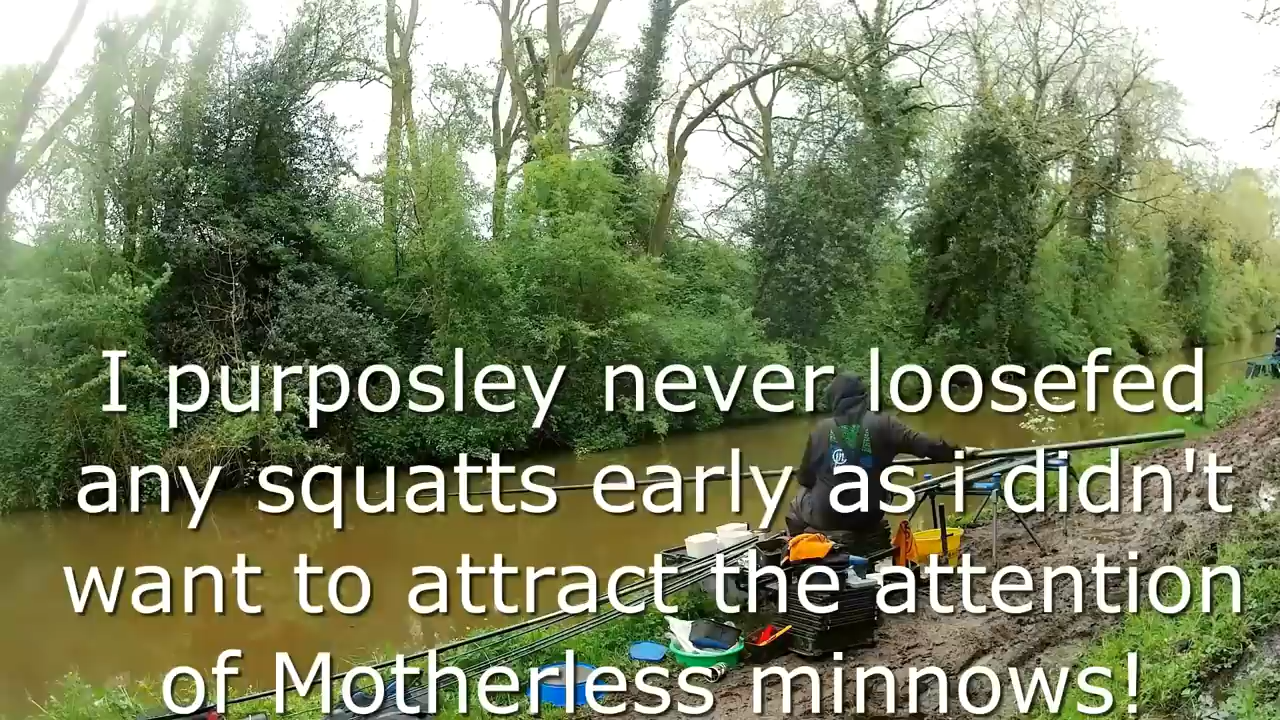 I purposley never loosefed
any squatts early as i didn't
want to attract the attention
of Motherless minnows!